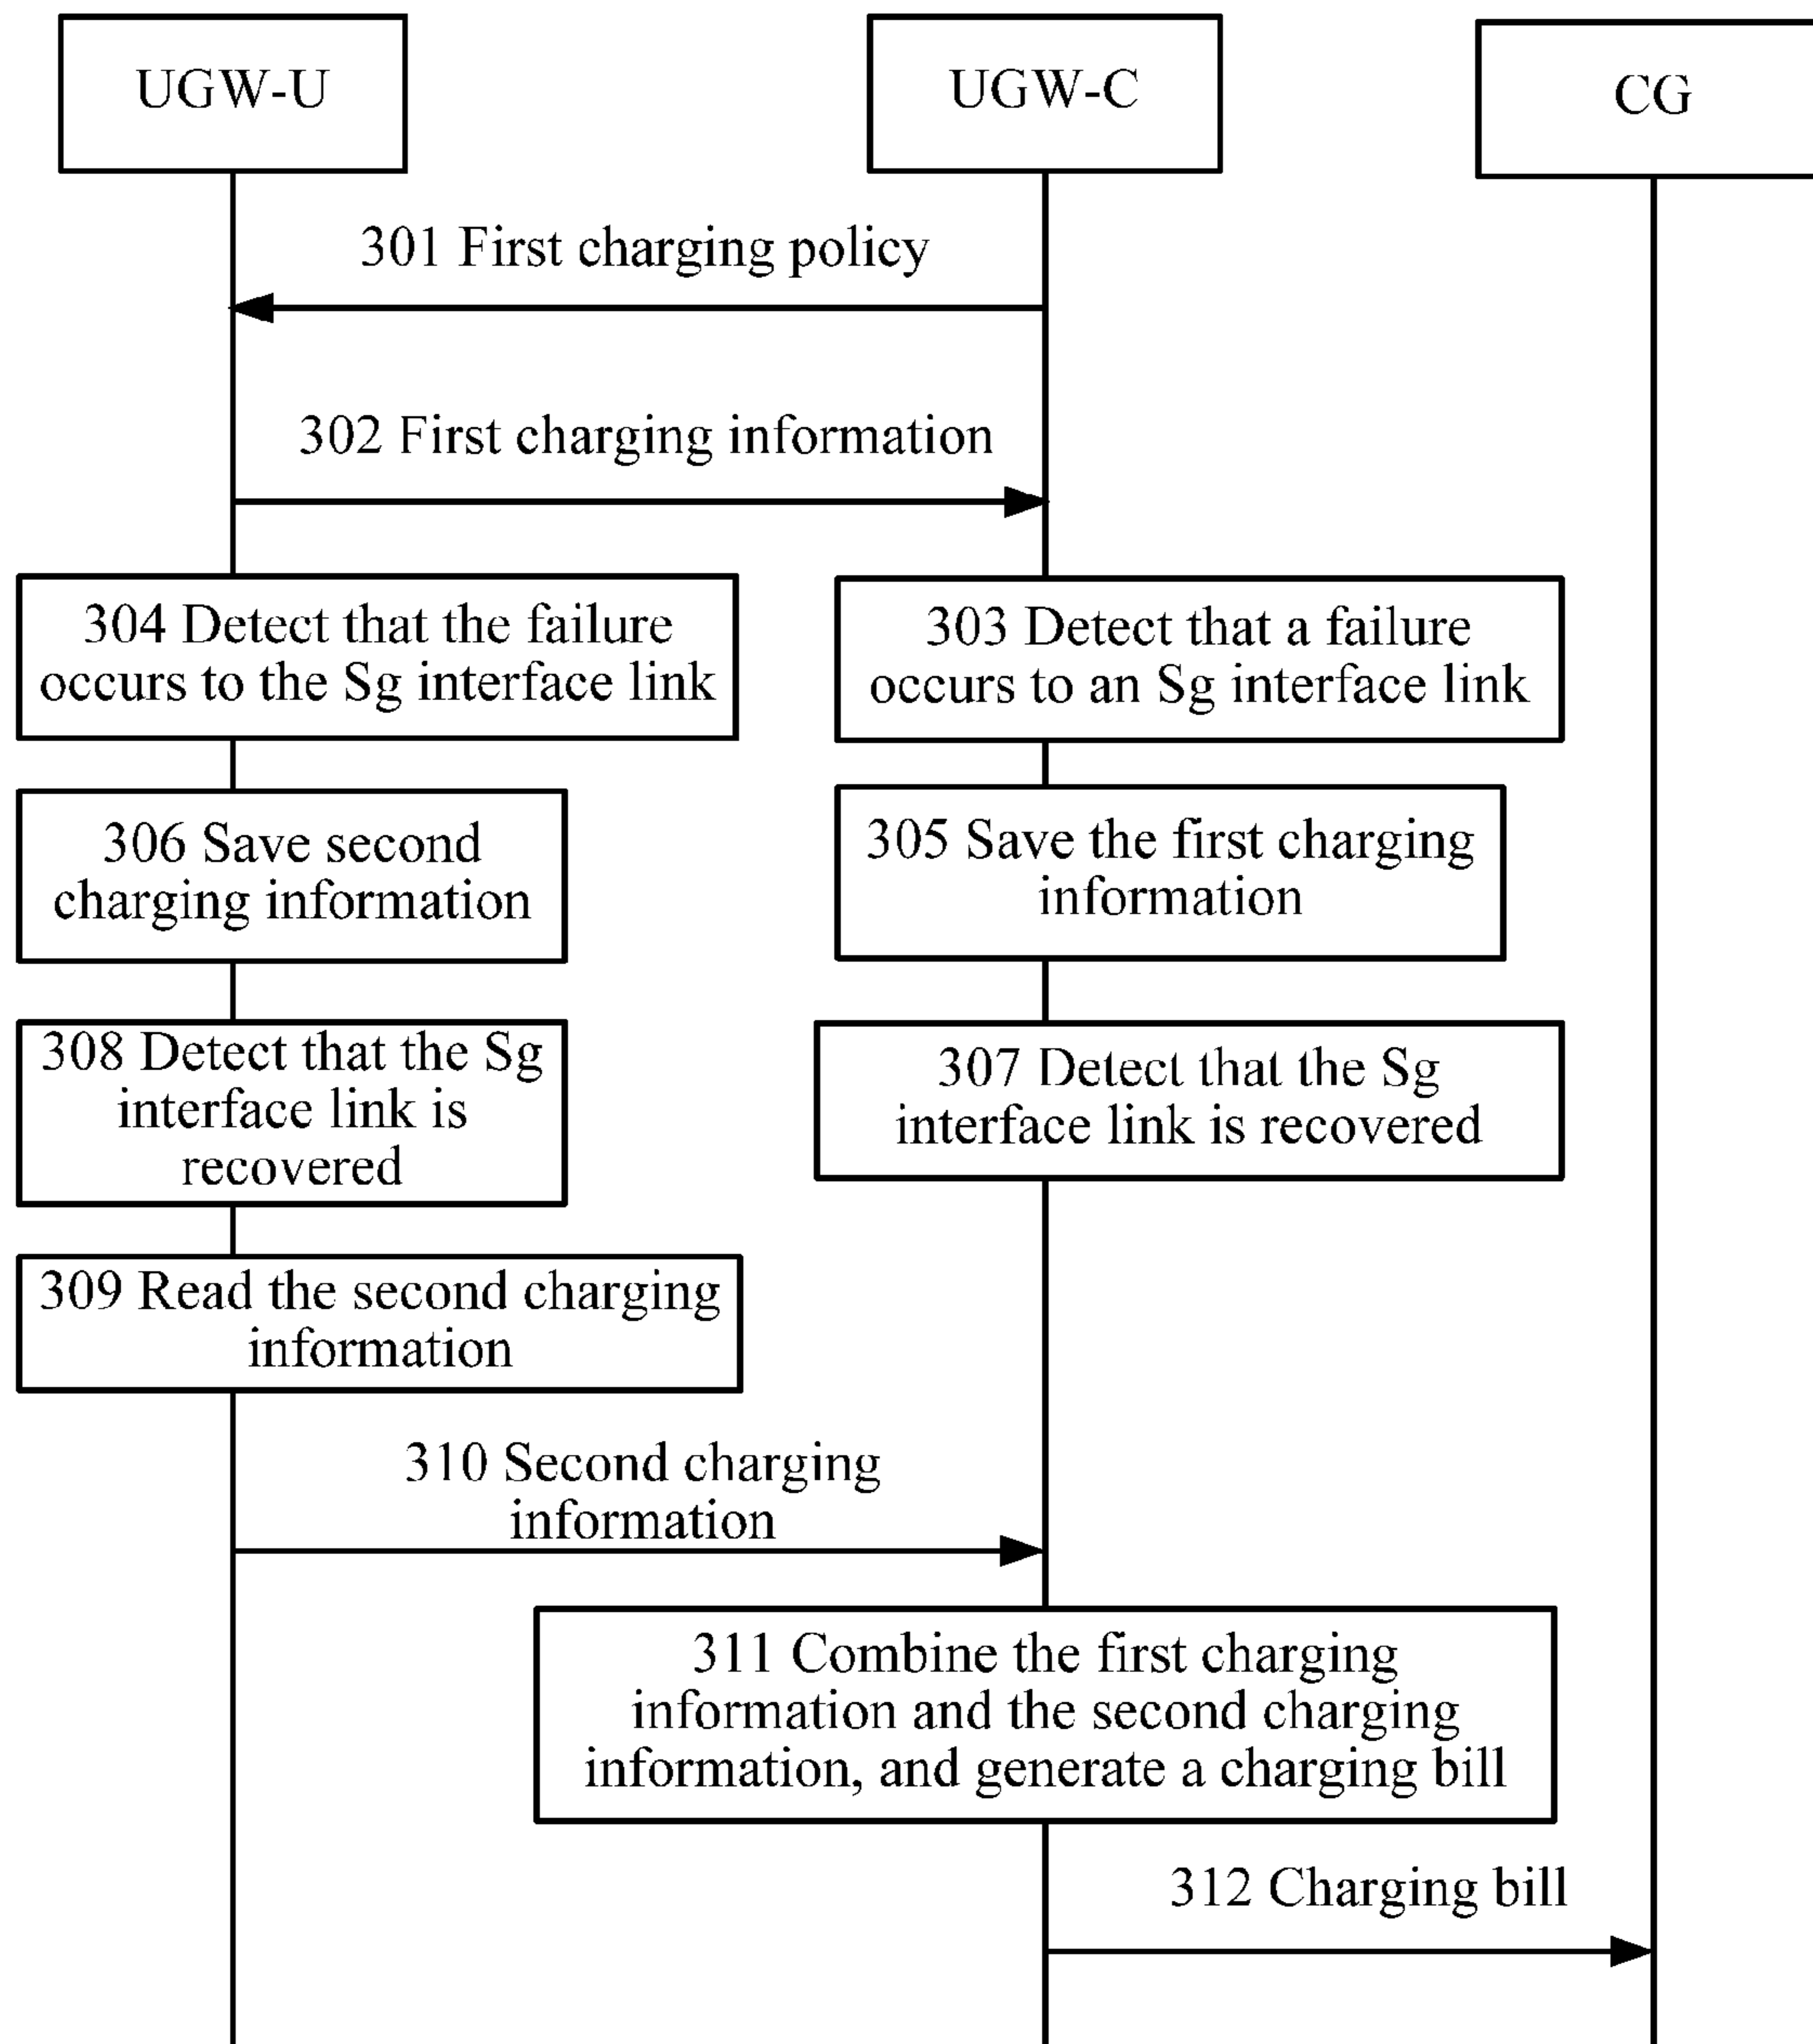 UGW-U
UGW-C
CG
301 First charging policy
302 First charging information
304 Detect that the failure
occurs to the Sg interface link
303 Detect that a failure
occurs to an Sg interface link
306 Save second
charging information
305 Save the first charging
information
308 Detect that the Sg
interface link is
recovered
307 Detect that the Sg
interface link is recovered
309 Read the second charging
information
310 Second charging
information
311 Combine the first charging
information and the second charging
information, and generate a charging bill
312 Charging bill